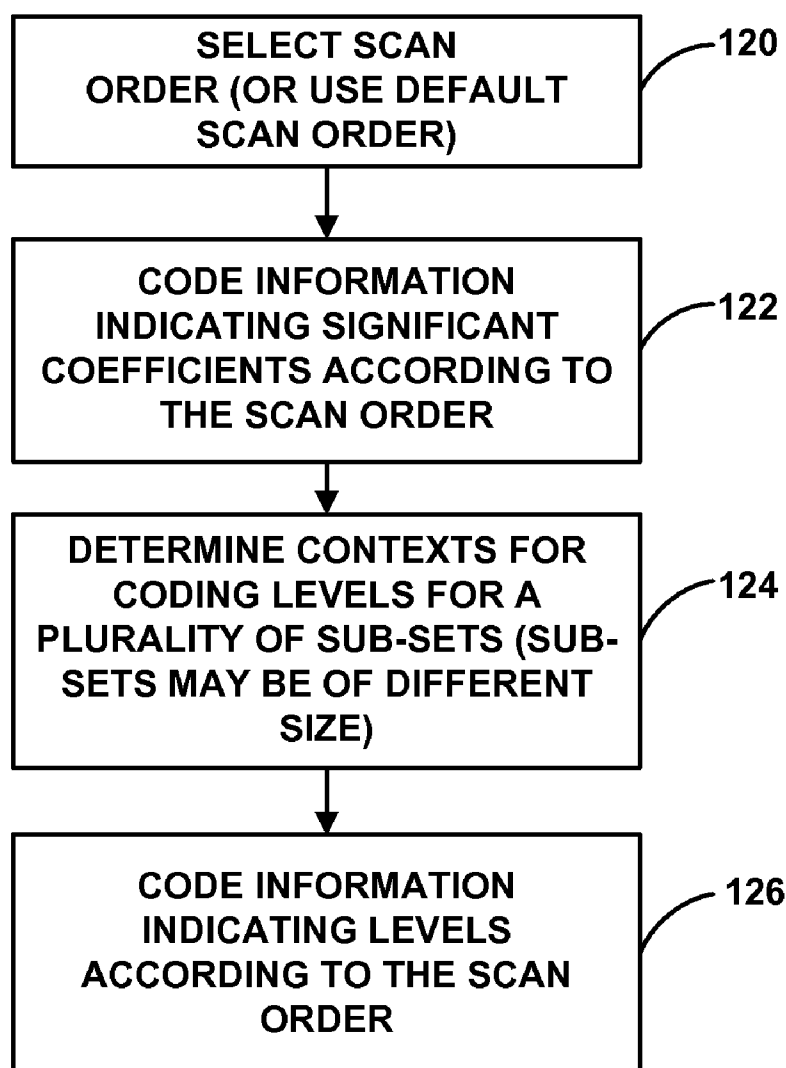 SELECT SCAN
ORDER (OR USE DEFAULT
SCAN ORDER)
120
CODE INFORMATION
INDICATING SIGNIFICANT
COEFFICIENTS ACCORDING TO
THE SCAN ORDER
122
DETERMINE CONTEXTS FOR
CODING LEVELS FOR A
PLURALITY OF SUB-SETS (SUB-
SETS MAY BE OF DIFFERENT
SIZE)
124
CODE INFORMATION
INDICATING LEVELS
ACCORDING TO THE SCAN
ORDER
126